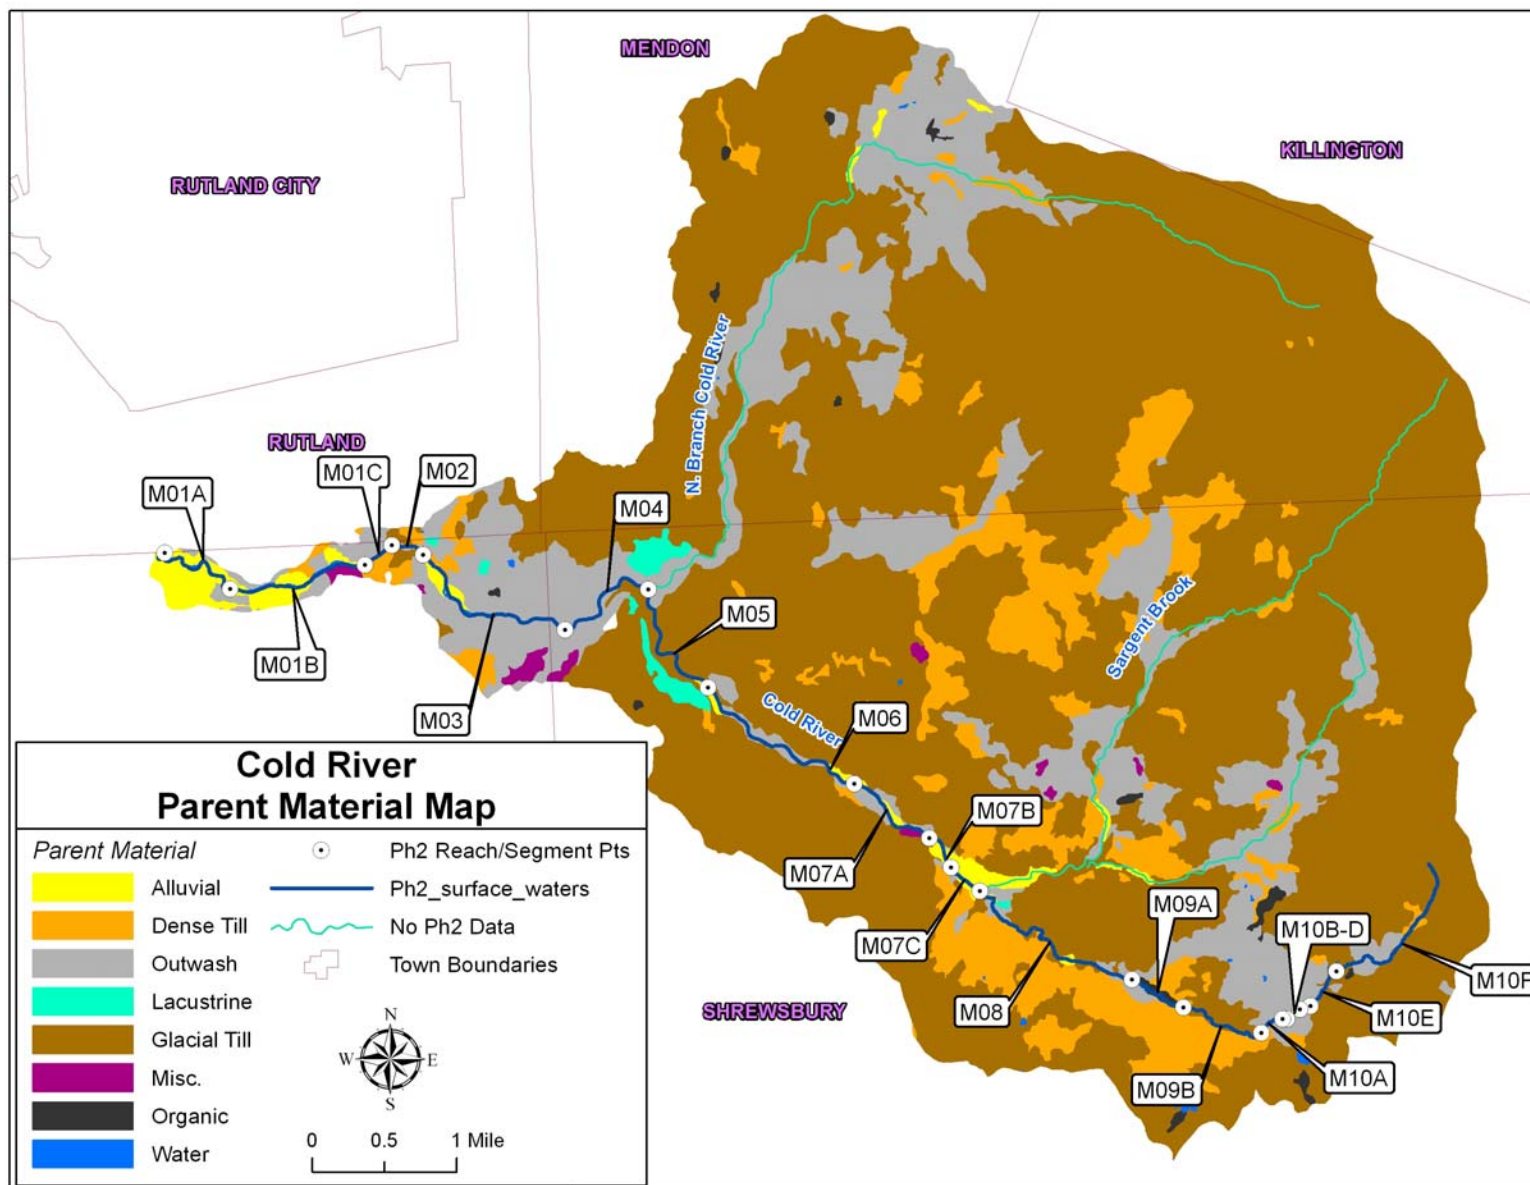 MENDON
KILLINGTON
RUTLAND CITY
N. Branch Cold River
RUTLAND
M01C
M02
M01A
M04
M05
M01B
Sargent Brook
M03
Cold River
M06
M07B
M07A
M09A
M10B-D
M07C
M10F
SHREWSBURY
M08
M10E
M09B
M10A
Cold River
Parent Material Map
Parent Material
Alluvial
Dense Till
Outwash
Lacustrine
Glacial Till
Misc.
Organic
Water
Ph2 Reach/Segment Pts
Ph2_surface_waters
No Ph2 Data
Town Boundaries
N
W E
S
0 0.5 1 Mile